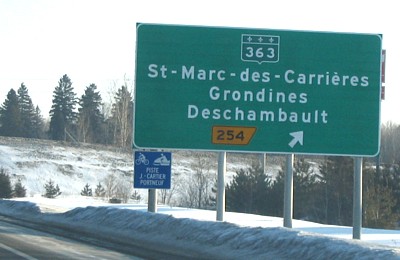 363
St-Marc-des-Carrières
Grondines
Deschambault
254
PISTE
J.-CARTIER
PORTNEUF